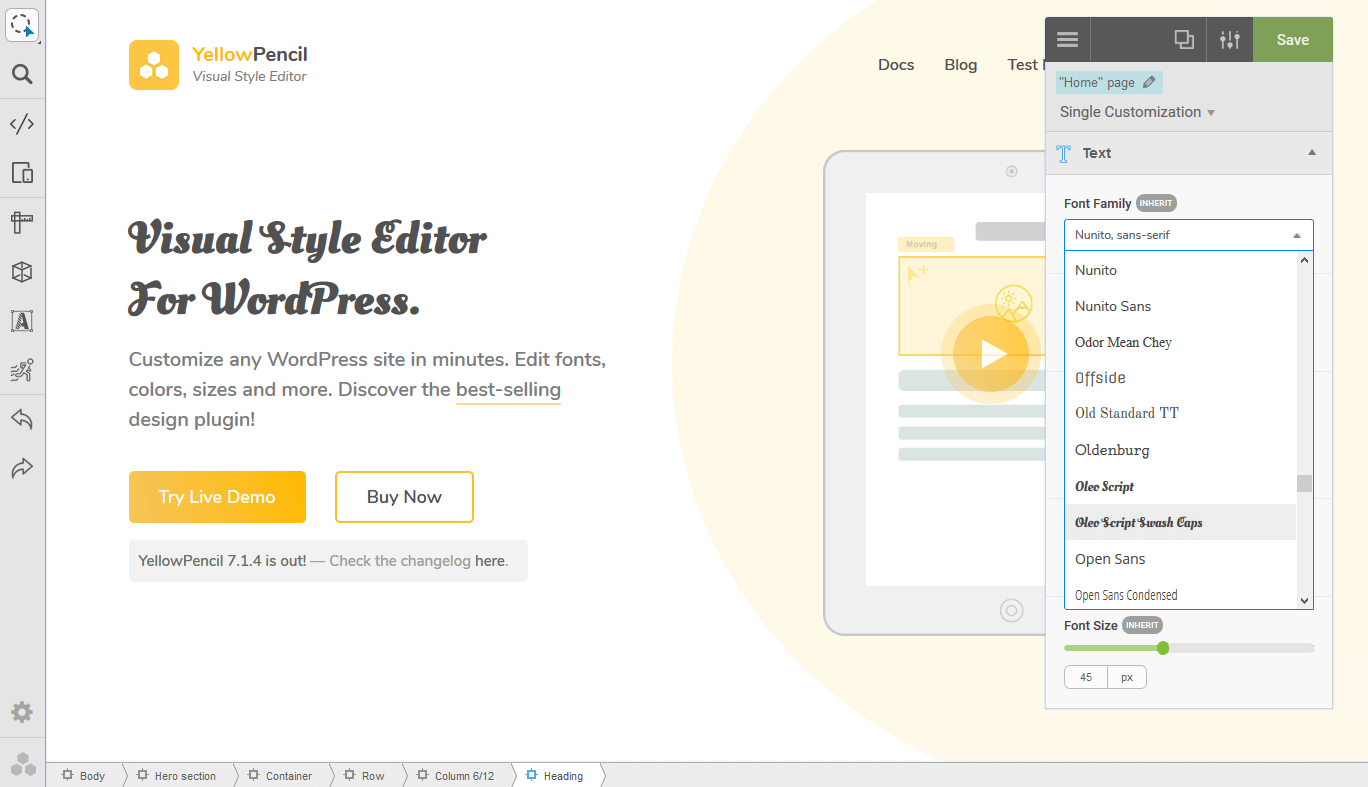 YellowPencil
Visual Style Editor
Docs
Blog
Test
Save
"Home" page
Single Customization
Text
Font Family INHERIT
Nunito, sans-serif
Nunito
Nunito Sans
Odor Mean Chey
Offside
Old Standard TT
Oldenburg
Oleo Script
Oleo Script Swash Caps
Open Sans
Open Sans Condensed
Font Size INHERIT
45 px
Moving
Visual Style Editor
For WordPress.
Customize any WordPress site in minutes. Edit fonts,
colors, sizes and more. Discover the best-selling
design plugin!
Try Live Demo
Buy Now
YellowPencil 7.1.4 is out! — Check the changelog here.
Body
Hero section
Container
Row
Column 6/12
Heading